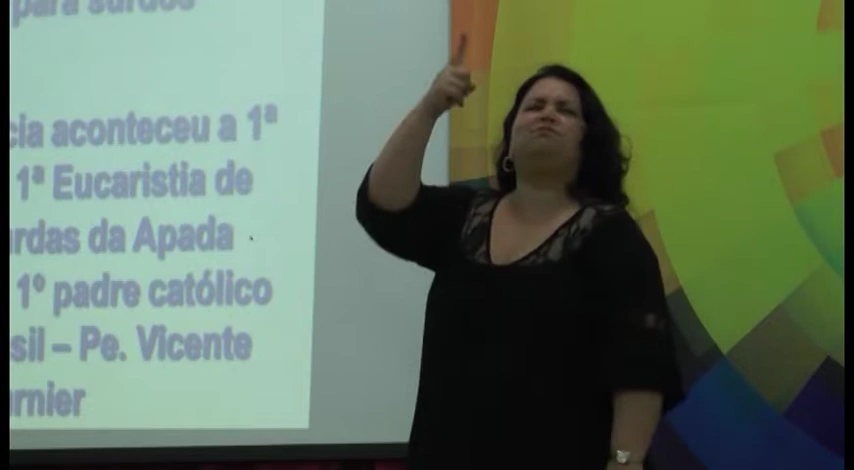 para surdos
cia aconteceu a 1ª
1ª Eucaristia de
rdas da Apada
1º padre católico
sil – Pe. Vicente
rnier